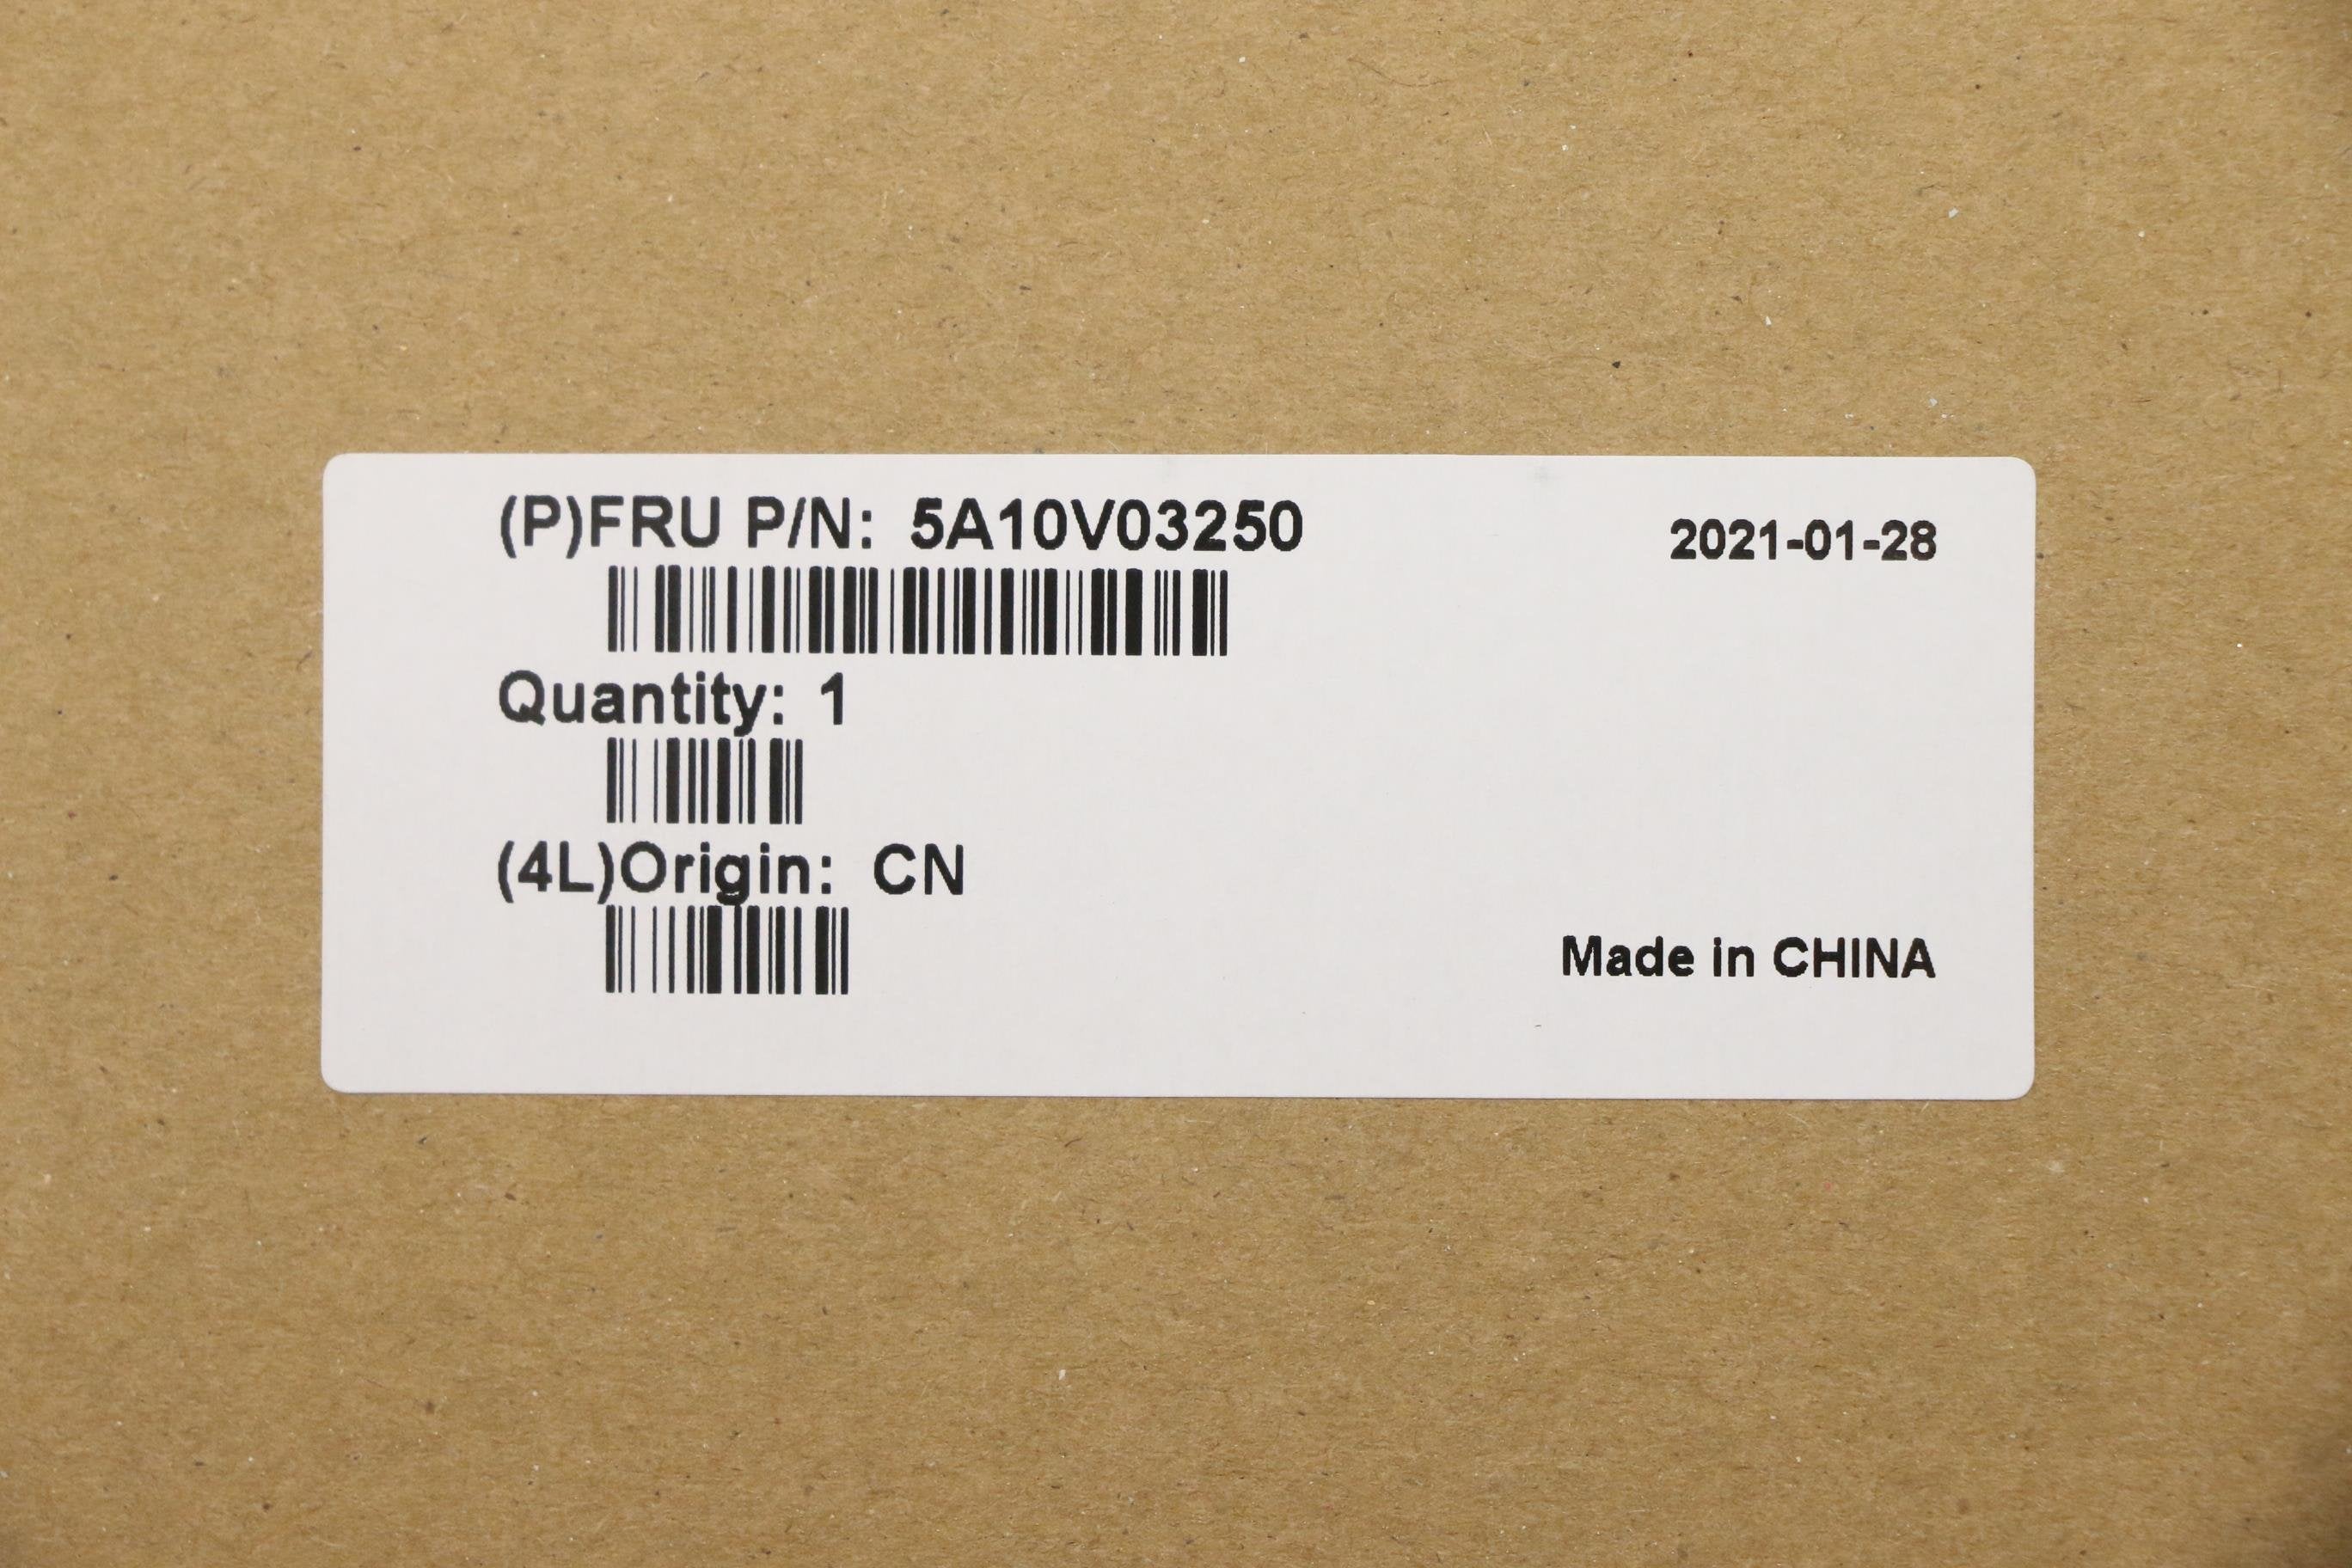 (P)FRU P/N: 5A10V03250
2021-01-28
Quantity: 1
(4L)Origin: CN
Made in CHINA